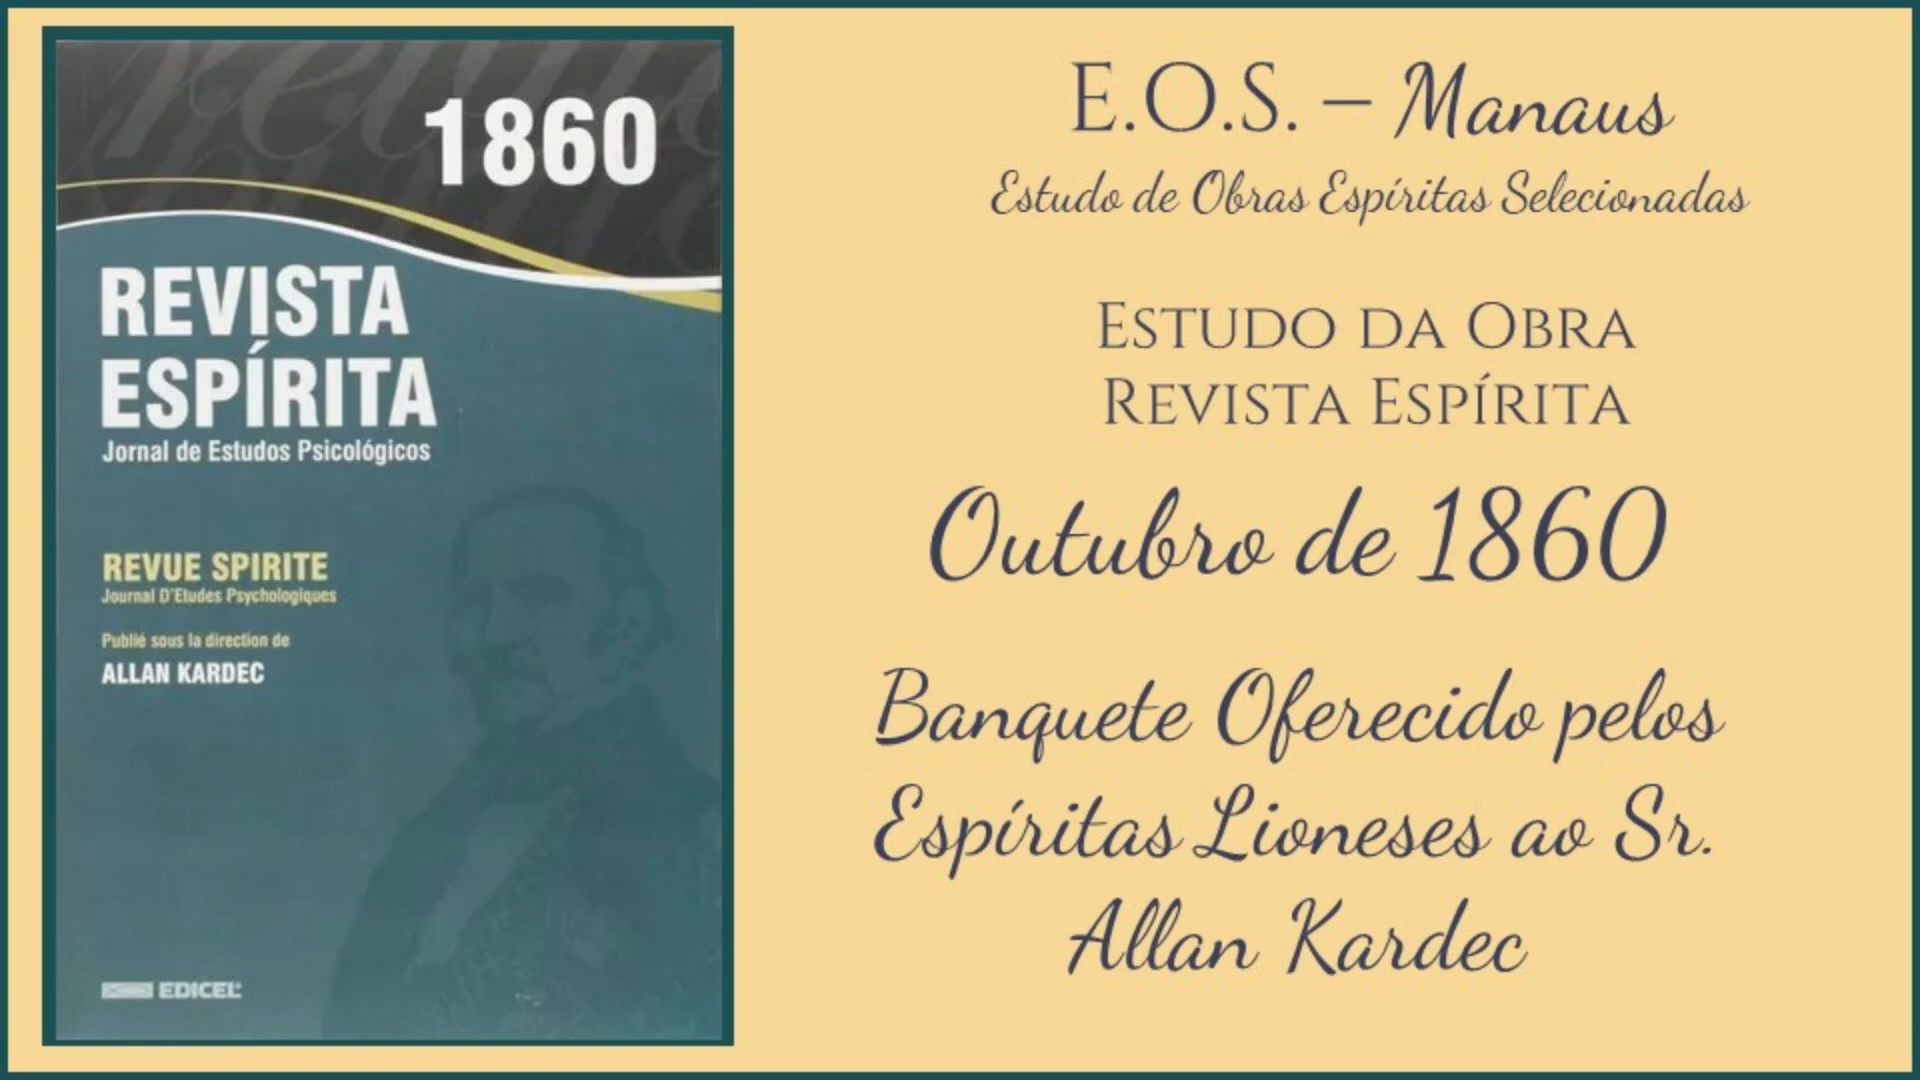 1860
REVISTA
ESPÍRITA
Jornal de Estudos Psicológicos
REVUE SPIRITE
Journal D'Etudes Psychologiques
Publié sous la direction de
ALLAN KARDEC
EDICEL
E.O.S. – Manaus
Estudo de Obras Espíritas Selecionadas
Estudo da Obra
Revista Espírita
Outubro de 1860
Banquete Oferecido pelos
Espíritas Lioneses ao Sr.
Allan Kardec